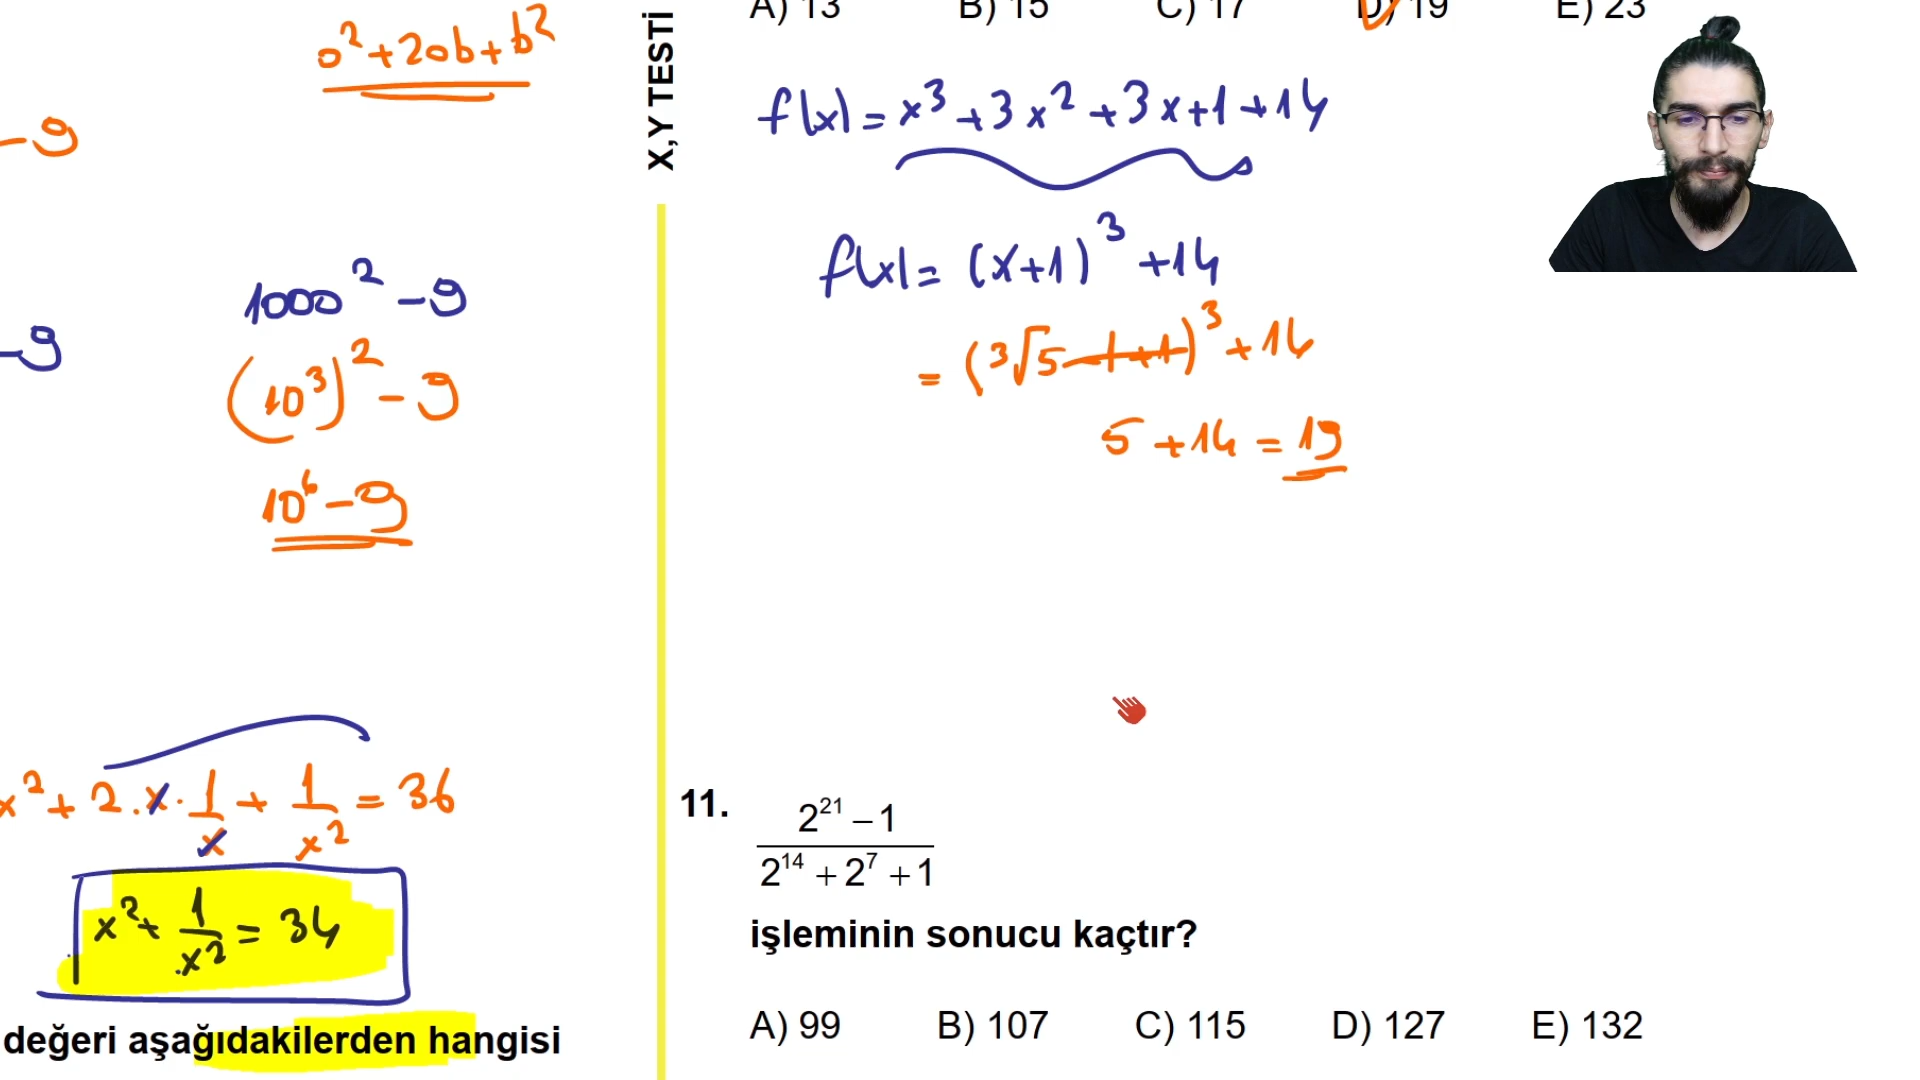 o²+2ob+b²
-9
1000² -9
-9
(10³)² - 9
10⁶ -9
x²+2.x.1/x+1/x²=36
x²+1/x²=34
değeri aşağıdakilerden hangisi
X,Y TESTİ
A) 13 B) 15 C) 17 D) 19 E) 23
f(x)=x³+3x²+3x+1+14
f(x)=(x+1)³+14
=(³√5-1+1)³+14
5+14=19
11. (2²¹ – 1)/(2¹⁴ + 2⁷ + 1)
işleminin sonucu kaçtır?
A) 99 B) 107 C) 115 D) 127 E) 132